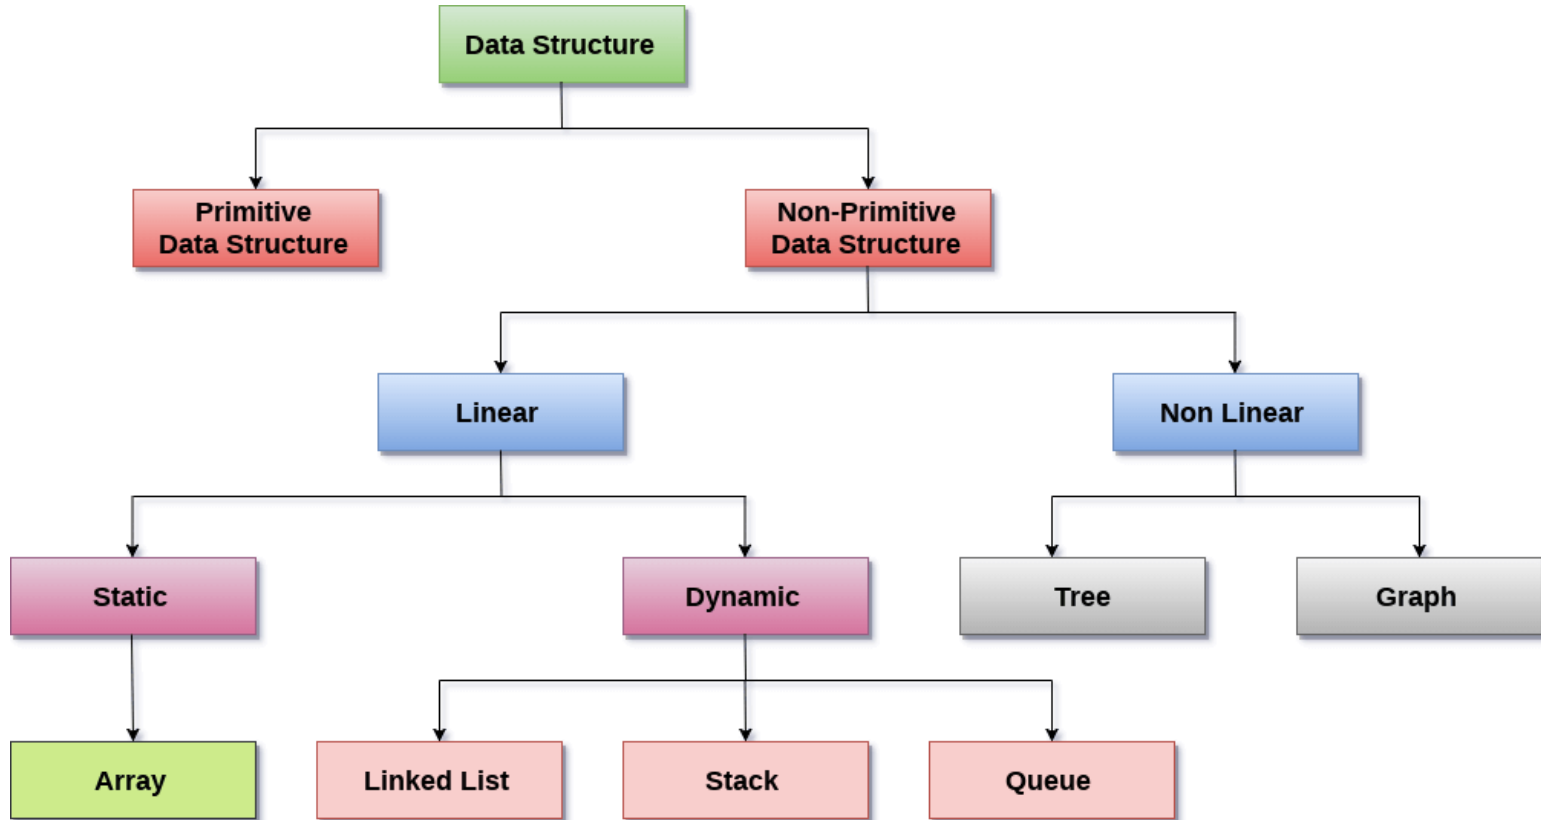 Data Structure
Primitive
Data Structure
Non-Primitive
Data Structure
Linear
Non Linear
Static
Dynamic
Tree
Graph
Array
Linked List
Stack
Queue